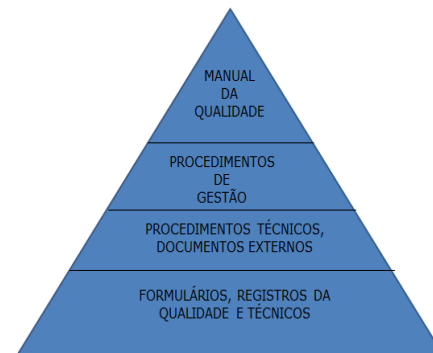 MANUAL
DA
QUALIDADE
PROCEDIMENTOS
DE
GESTÃO
PROCEDIMENTOS TÉCNICOS,
DOCUMENTOS EXTERNOS
FORMULÁRIOS, REGISTROS DA
QUALIDADE E TÉCNICOS